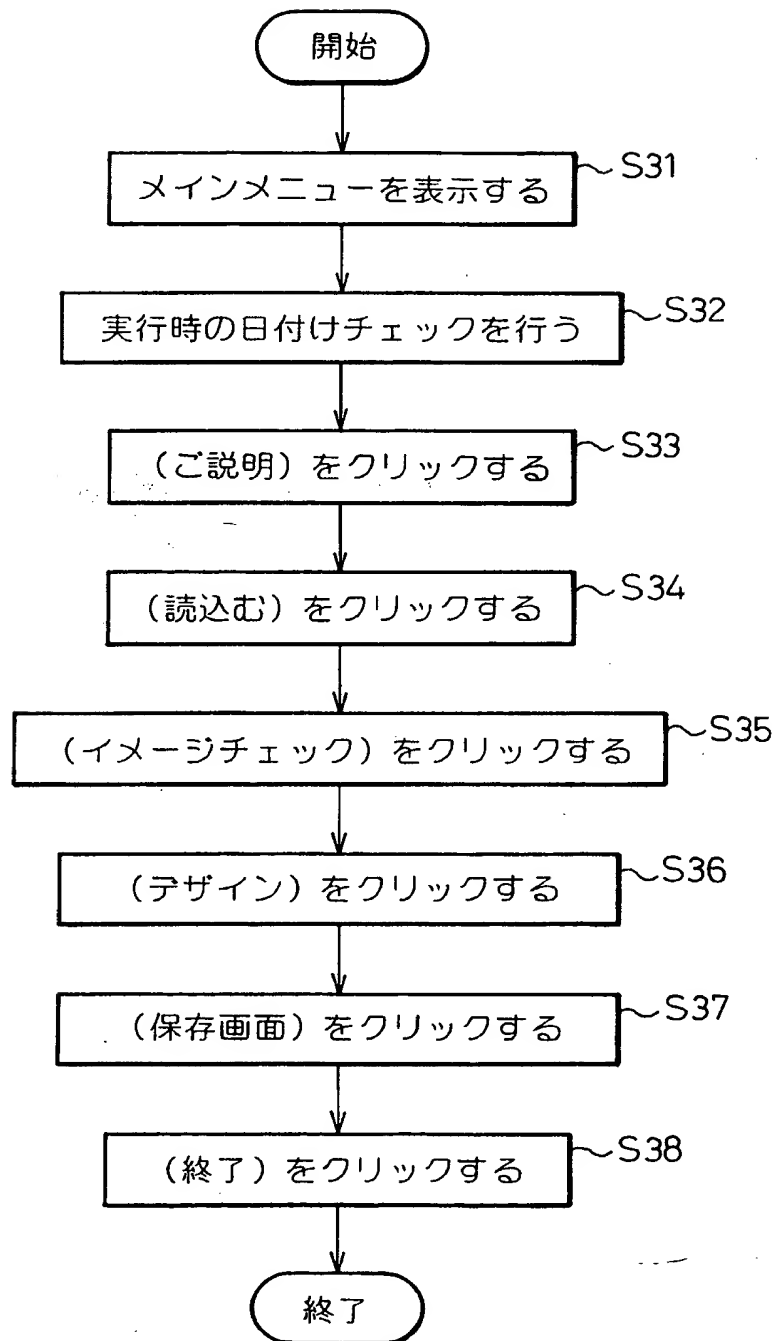 開始
メインメニューを表示する
S31
実行時の日付けチェックを行う
S32
(ご説明)をクリックする
S33
(読込む)をクリックする
S34
(イメージチェック)をクリックする
S35
(デザイン)をクリックする
S36
(保存画面)をクリックする
S37
(終了)をクリックする
S38
終了